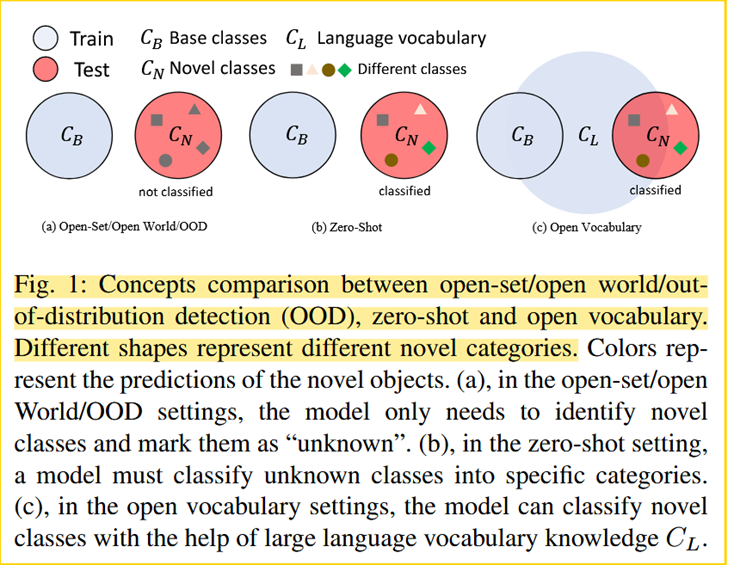 Train C_B Base classes C_L Language vocabulary
Test C_N Novel classes Different classes
C_B C_N C_B C_N C_B C_L C_N
not classified classified classified
(a) Open-Set/Open World/OOD (b) Zero-Shot (c) Open Vocabulary
Fig. 1: Concepts comparison between open-set/open world/out-
of-distribution detection (OOD), zero-shot and open vocabulary.
Different shapes represent different novel categories. Colors rep-
resent the predictions of the novel objects. (a), in the open-set/open
World/OOD settings, the model only needs to identify novel
classes and mark them as “unknown”. (b), in the zero-shot setting,
a model must classify unknown classes into specific categories.
(c), in the open vocabulary settings, the model can classify novel
classes with the help of large language vocabulary knowledge C_L.